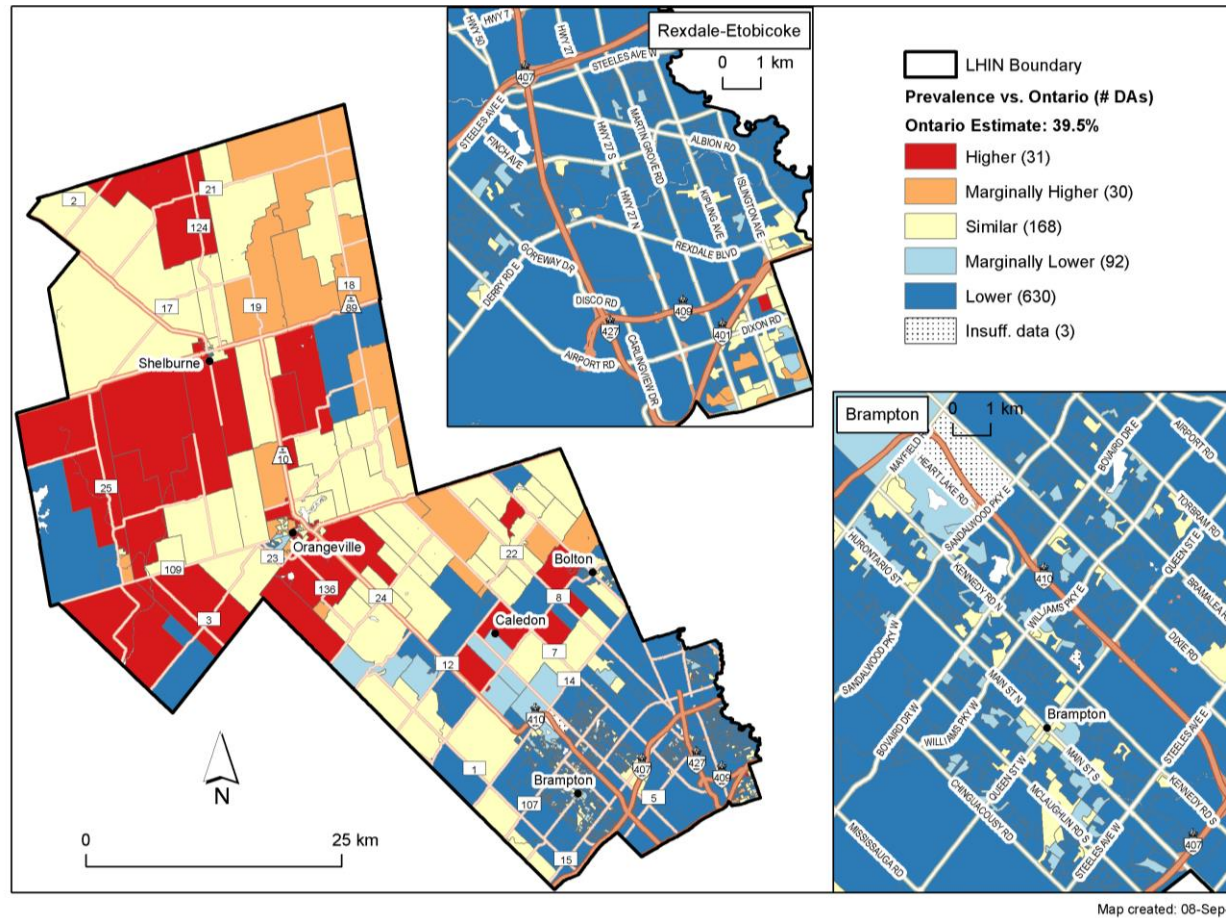 Rexdale-Etobicoke
0 1 km
HWY 50
HWY 7
HWY 27
STEELES AVE W
407
STEELES AVE E
FINCH AVE
HWY 27 S
MARTIN GROVE RD
ALBION RD
KIPLING AVE
ISLINGTON AVE
HWY 27 N
REXDALE BLVD
GOREWAY DR
DERRY RD E
DISCO RD
427
409
401
DIXON RD
AIRPORT RD
CARLINGVIEW DR
LHIN Boundary
Prevalence vs. Ontario (# DAs)
Ontario Estimate: 39.5%
Higher (31)
Marginally Higher (30)
Similar (168)
Marginally Lower (92)
Lower (630)
Insuff. data (3)
2
21
124
17
19
18
89
Shelburne
10
25
Orangeville
23
109
136
24
3
22
Bolton
8
Caledon
7
12
14
410
1
Brampton
107
407
427
409
5
15
N
0 25 km
Brampton
0 1 km
MAYFIELD
HEART LAKE RD
SANDALWOOD PKY E
BOVAIRD DR E
AIRPORT RD
TORBRAM RD
QUEEN ST E
HURONTARIO ST
KENNEDY RD N
410
WILLIAMS PKY E
BRAMALEA R
DIXIE RD
SANDALWOOD PKY W
MAIN ST N
Brampton
BOVAIRD DR W
WILLIAMS PKY W
STEELES AVE E
MAIN ST S
QUEEN ST W
KENNEDY RD S
CHINGUACOUSY RD
MCLAUGHLIN RD S
STEELES AVE W
MISSISSAUGA RD
407
Map created: 08-Sep